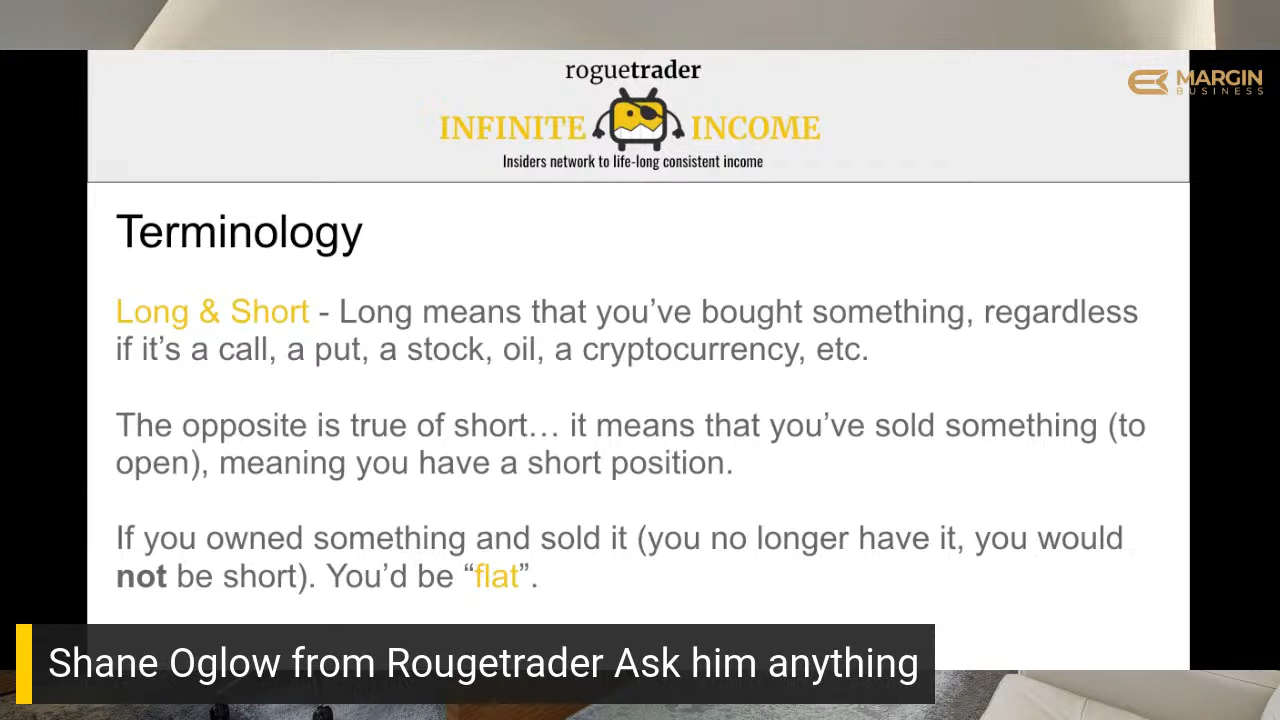 roguetrader
INFINITE INCOME
Insiders network to life-long consistent income
MARGIN
BUSINESS
Terminology
Long & Short - Long means that you’ve bought something, regardless
if it’s a call, a put, a stock, oil, a cryptocurrency, etc.
The opposite is true of short… it means that you’ve sold something (to
open), meaning you have a short position.
If you owned something and sold it (you no longer have it, you would
not be short). You’d be “flat”.
Shane Oglow from Rougetrader Ask him anything